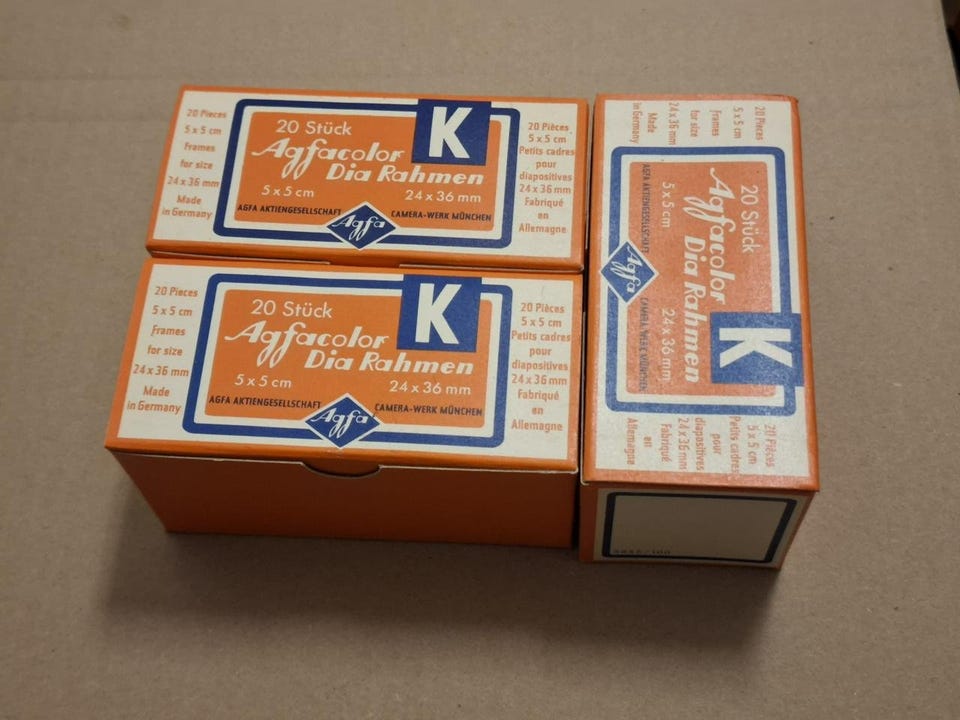 20 Pieces
5 x 5 cm
Frames
for size
24 x 36 mm
Made
in Germany
20 Stück
K
Agfacolor
Dia Rahmen
5 x 5 cm 24 x 36 mm
AGFA AKTIENGESELLSCHAFT CAMERA-WERK MÜNCHEN
Agfa
20 Pièces
5 x 5 cm
Petits cadres
pour
diapositives
24 x 36 mm
Fabriqué
en
Allemagne
20 Pieces
5 x 5 cm
Frames
for size
24 x 36 mm
Made
in Germany
20 Stück
K
Agfacolor
Dia Rahmen
5 x 5 cm 24 x 36 mm
AGFA AKTIENGESELLSCHAFT CAMERA-WERK MÜNCHEN
Agfa
20 Pièces
5 x 5 cm
Petits cadres
pour
diapositives
24 x 36 mm
Fabriqué
en
Allemagne
20 Pieces
5 x 5 cm
Frames
for size
24 x 36 mm
Made
in Germany
20 Stück
K
Agfacolor
Dia Rahmen
5 x 5 cm 24 x 36 mm
AGFA AKTIENGESELLSCHAFT CAMERA-WERK MÜNCHEN
Agfa
20 Pièces
5 x 5 cm
Petits cadres
pour
diapositives
24 x 36 mm
Fabriqué
en
Allemagne